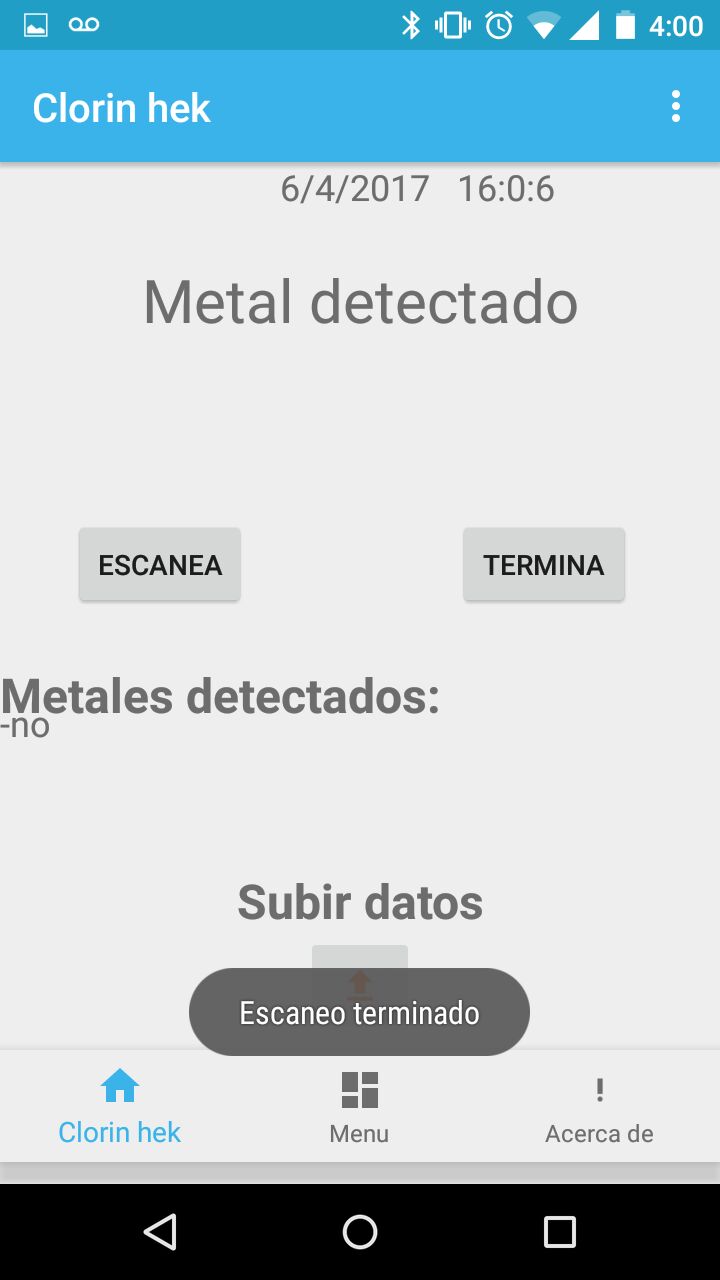 4:00
Clorin hek
6/4/2017 16:0:6
Metal detectado
ESCANEA TERMINA
Metales detectados:
-no
Subir datos
Escaneo terminado
Clorin hek Menu Acerca de